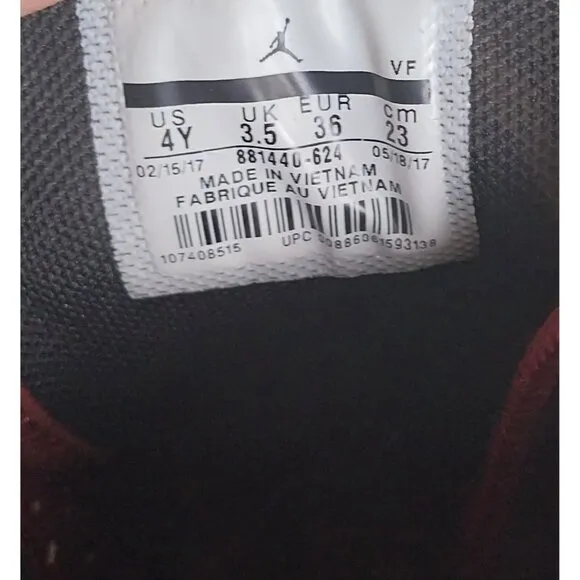 VF
US UK EUR cm
4Y 3.5 36 23
02/15/17 881440-624 05/18/17
MADE IN VIETNAM
FABRIQUE AU VIETNAM
107408515 UPC